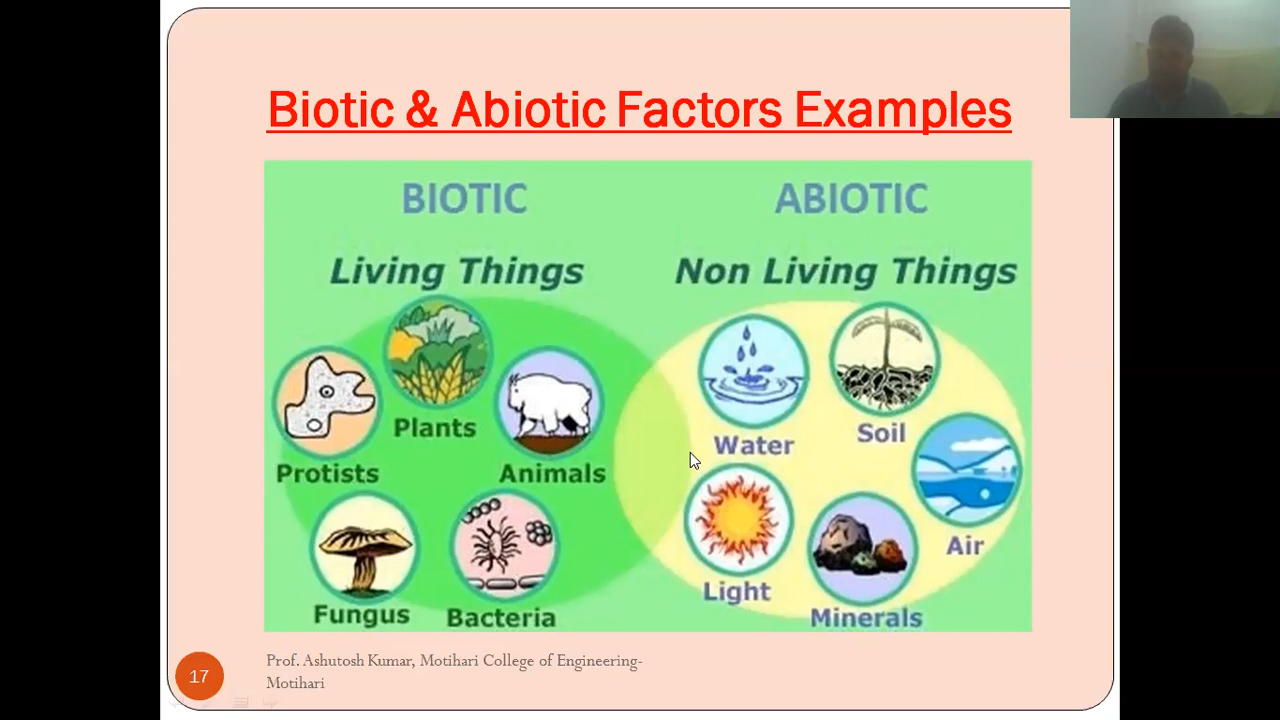 Biotic & Abiotic Factors Examples
BIOTIC
ABIOTIC
Living Things
Non Living Things
Plants
Protists
Animals
Fungus
Bacteria
Water
Soil
Air
Light
Minerals
Prof. Ashutosh Kumar, Motihari College of Engineering-
Motihari
17